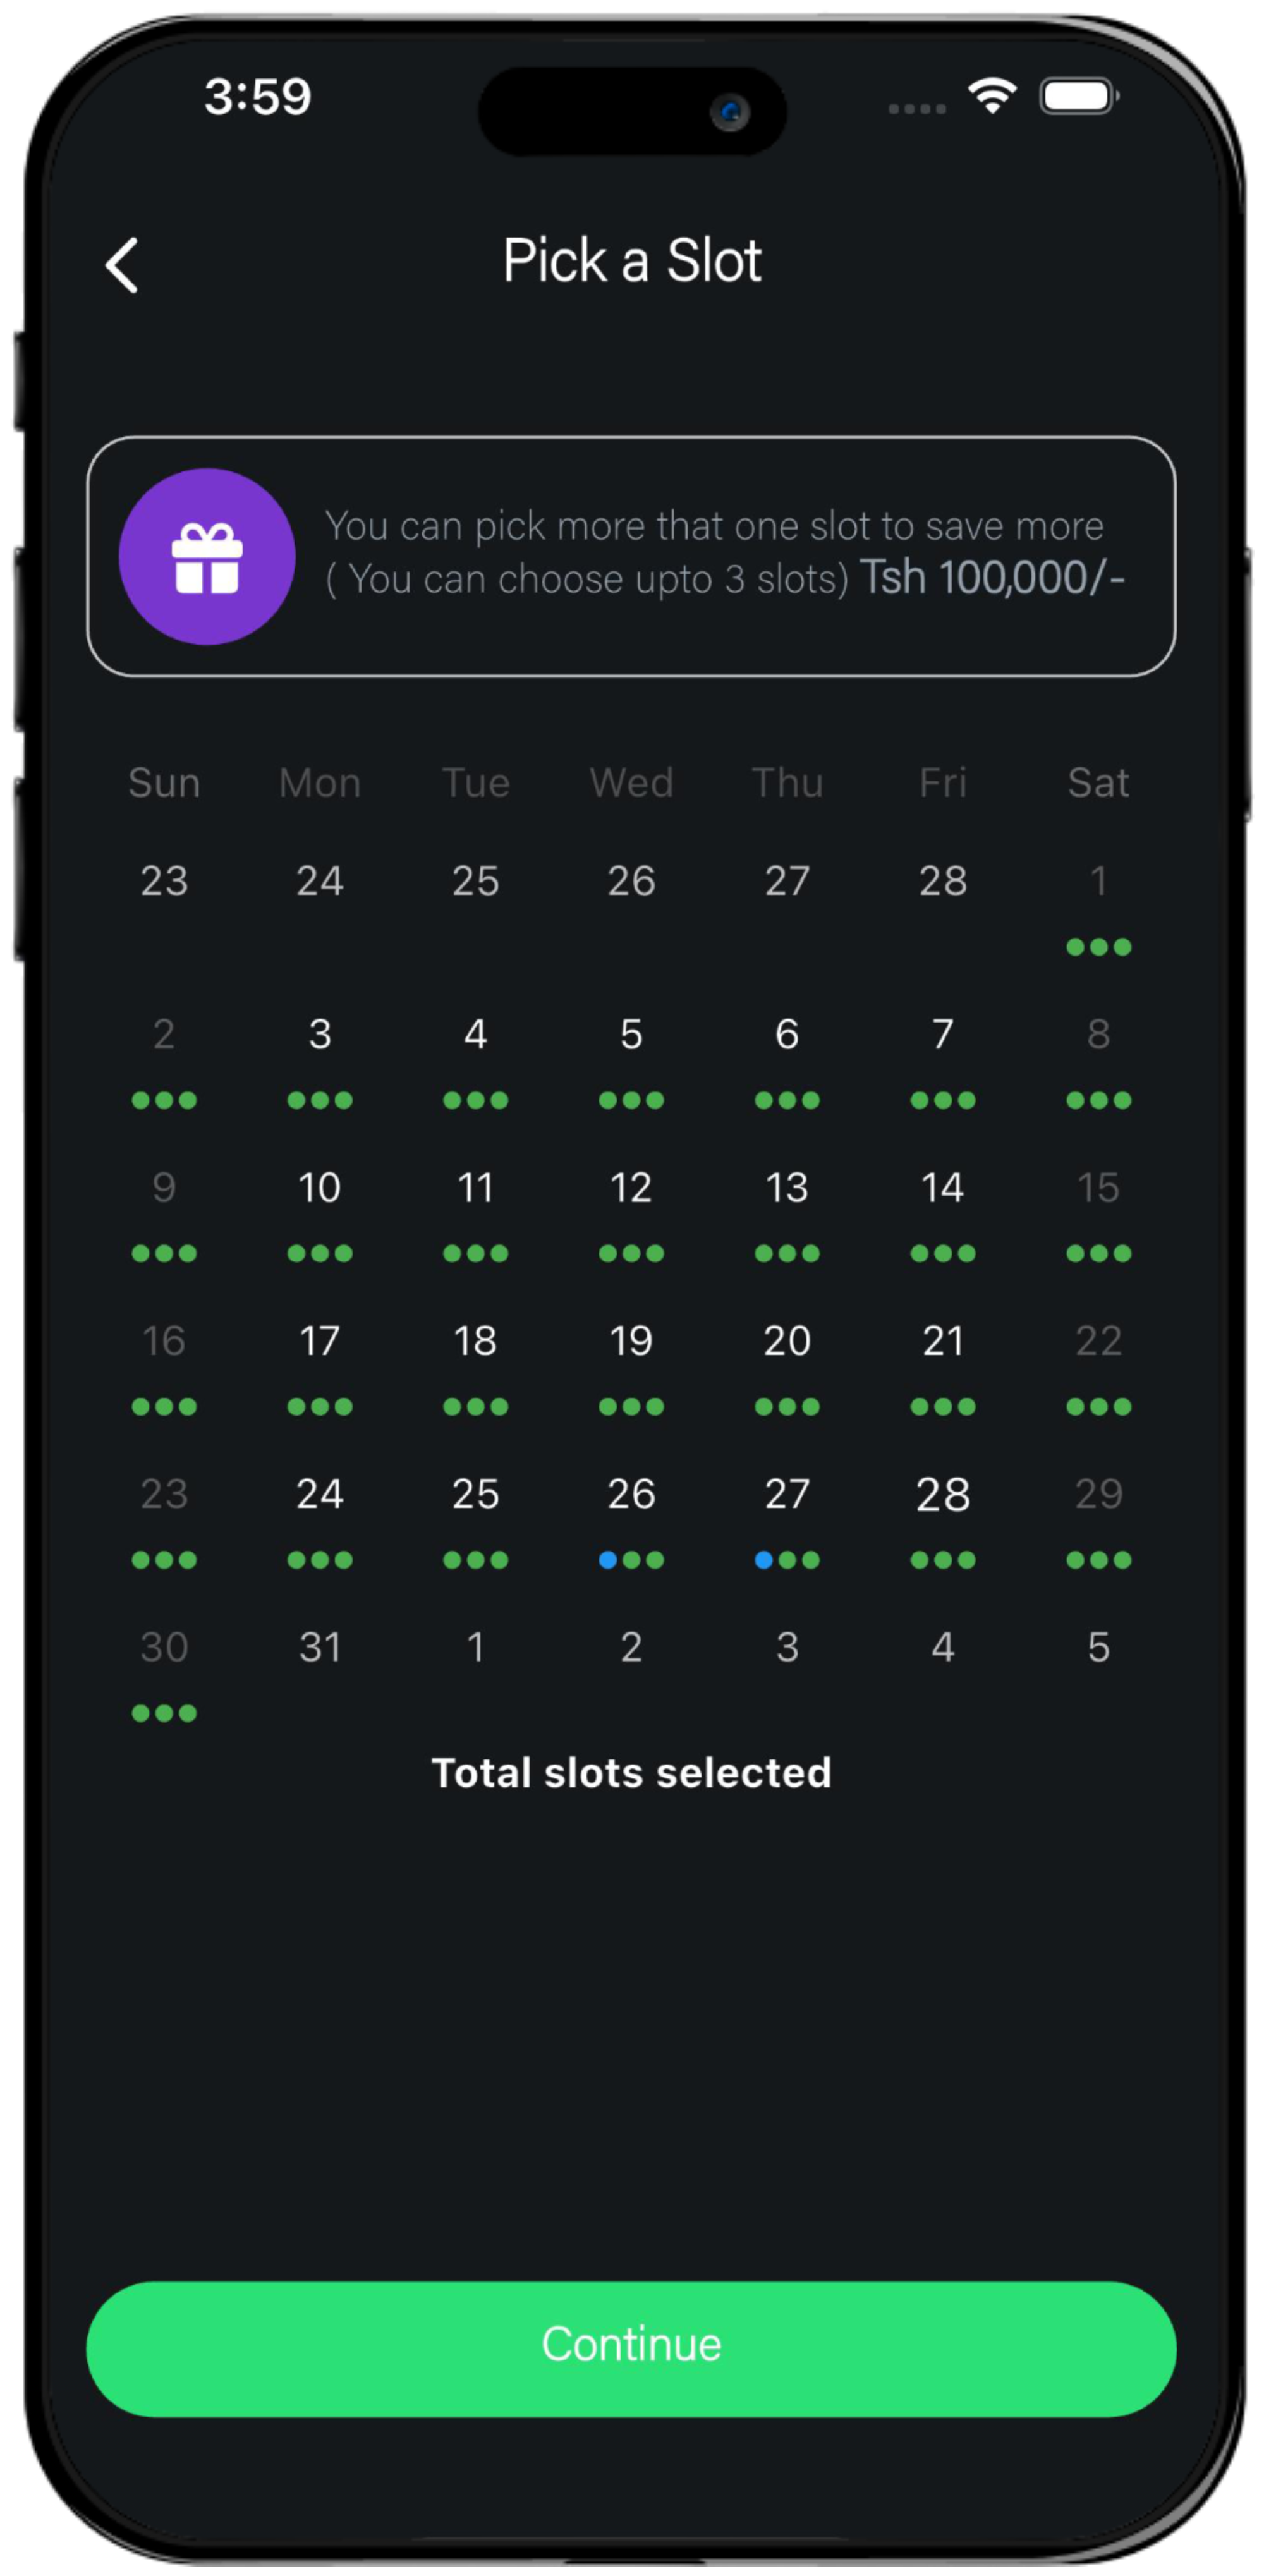 3:59
Pick a Slot
You can pick more that one slot to save more
( You can choose upto 3 slots) Tsh 100,000/-
Sun Mon Tue Wed Thu Fri Sat
23 24 25 26 27 28 1
2 3 4 5 6 7 8
9 10 11 12 13 14 15
16 17 18 19 20 21 22
23 24 25 26 27 28 29
30 31 1 2 3 4 5
Total slots selected
Continue